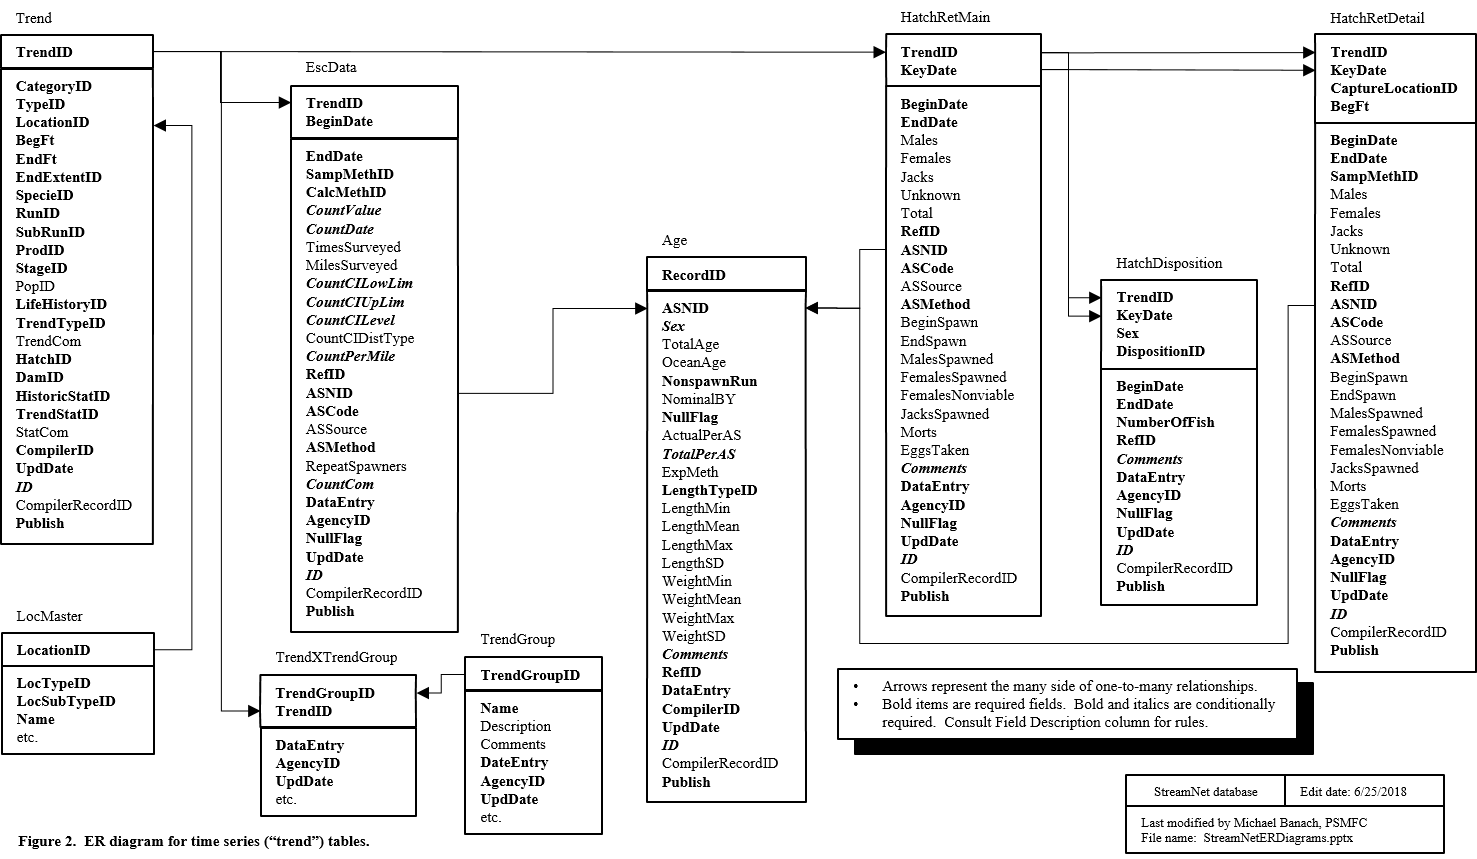 Trend
TrendID
CategoryID
TypeID
LocationID
BegFt
EndFt
EndExtentID
SpecieID
RunID
SubRunID
ProdID
StageID
PopID
LifeHistoryID
TrendTypeID
TrendCom
HatchID
DamID
HistoricStatID
TrendStatID
StatCom
CompilerID
UpdDate
ID
CompilerRecordID
Publish
LocMaster
LocationID
LocTypeID
LocSubTypeID
Name
etc.
EscData
TrendID
BeginDate
EndDate
SampMethID
CalcMethID
CountValue
CountDate
TimesSurveyed
MilesSurveyed
CountCILowLim
CountCIUpLim
CountCILevel
CountCIDistType
CountPerMile
RefID
ASNID
ASCode
ASSource
ASMethod
RepeatSpawners
CountCom
DataEntry
AgencyID
NullFlag
UpdDate
ID
CompilerRecordID
Publish
TrendXTrendGroup
TrendGroupID
TrendID
DataEntry
AgencyID
UpdDate
etc.
TrendGroup
TrendGroupID
Name
Description
Comments
DateEntry
AgencyID
UpdDate
etc.
Age
RecordID
ASNID
Sex
TotalAge
OceanAge
NonspawnRun
NominalBY
NullFlag
ActualPerAS
TotalPerAS
ExpMeth
LengthTypeID
LengthMin
LengthMean
LengthMax
LengthSD
WeightMin
WeightMean
WeightMax
WeightSD
Comments
RefID
DataEntry
CompilerID
UpdDate
ID
CompilerRecordID
Publish
HatchRetMain
TrendID
KeyDate
BeginDate
EndDate
Males
Females
Jacks
Unknown
Total
RefID
ASNID
ASCode
ASSource
ASMethod
BeginSpawn
EndSpawn
MalesSpawned
FemalesSpawned
FemalesNonviable
JacksSpawned
Morts
EggsTaken
Comments
DataEntry
AgencyID
NullFlag
UpdDate
ID
CompilerRecordID
Publish
HatchDisposition
TrendID
KeyDate
Sex
DispositionID
BeginDate
EndDate
NumberOfFish
RefID
Comments
DataEntry
AgencyID
NullFlag
UpdDate
ID
CompilerRecordID
Publish
HatchRetDetail
TrendID
KeyDate
CaptureLocationID
BegFt
BeginDate
EndDate
SampMethID
Males
Females
Jacks
Unknown
Total
RefID
ASNID
ASCode
ASSource
ASMethod
BeginSpawn
EndSpawn
MalesSpawned
FemalesSpawned
FemalesNonviable
JacksSpawned
Morts
EggsTaken
Comments
DataEntry
AgencyID
NullFlag
UpdDate
ID
CompilerRecordID
Publish
• Arrows represent the many side of one-to-many relationships.
• Bold items are required fields. Bold and italics are conditionally
required. Consult Field Description column for rules.
StreamNet database
Edit date: 6/25/2018
Last modified by Michael Banach, PSMFC
File name: StreamNetERDiagrams.pptx
Figure 2. ER diagram for time series (“trend”) tables.